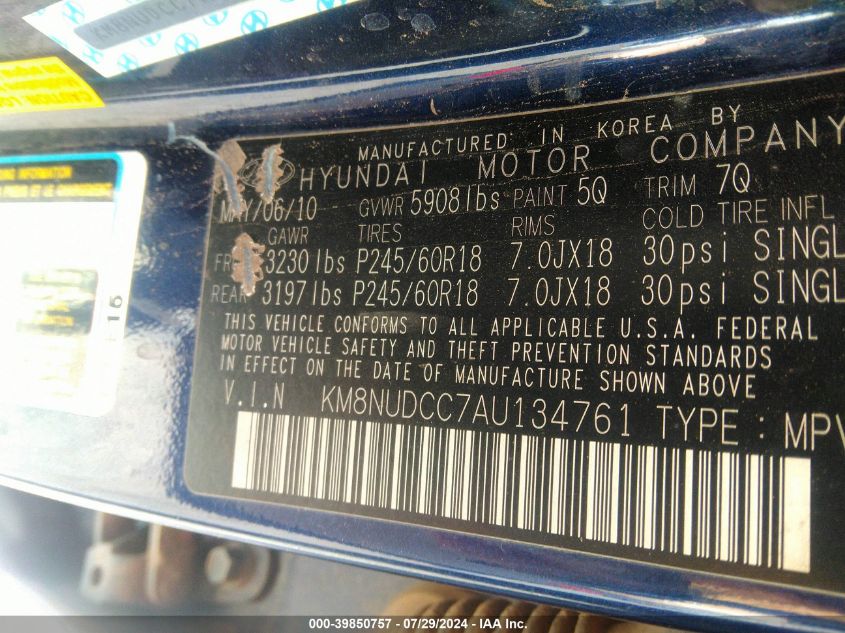 KM8NUDCC7
MANUFACTURED IN KOREA BY
HYUNDAI MOTOR COMPANY
MAY/06/10 GVWR 5908lbs PAINT 5Q TRIM 7Q
GAWR TIRES RIMS COLD TIRE INFL
FR 3230lbs P245/60R18 7.0JX18 30psi SINGL
REAR 3197lbs P245/60R18 7.0JX18 30psi SINGL
THIS VEHICLE CONFORMS TO ALL APPLICABLE U.S.A. FEDERAL
MOTOR VEHICLE SAFETY AND THEFT PREVENTION STANDARDS
IN EFFECT ON THE DATE OF MANUFACTURE SHOWN ABOVE
V.I.N KM8NUDCC7AU134761 TYPE : MPV
000-39850757 / 07/29/2024 - IAA Inc.